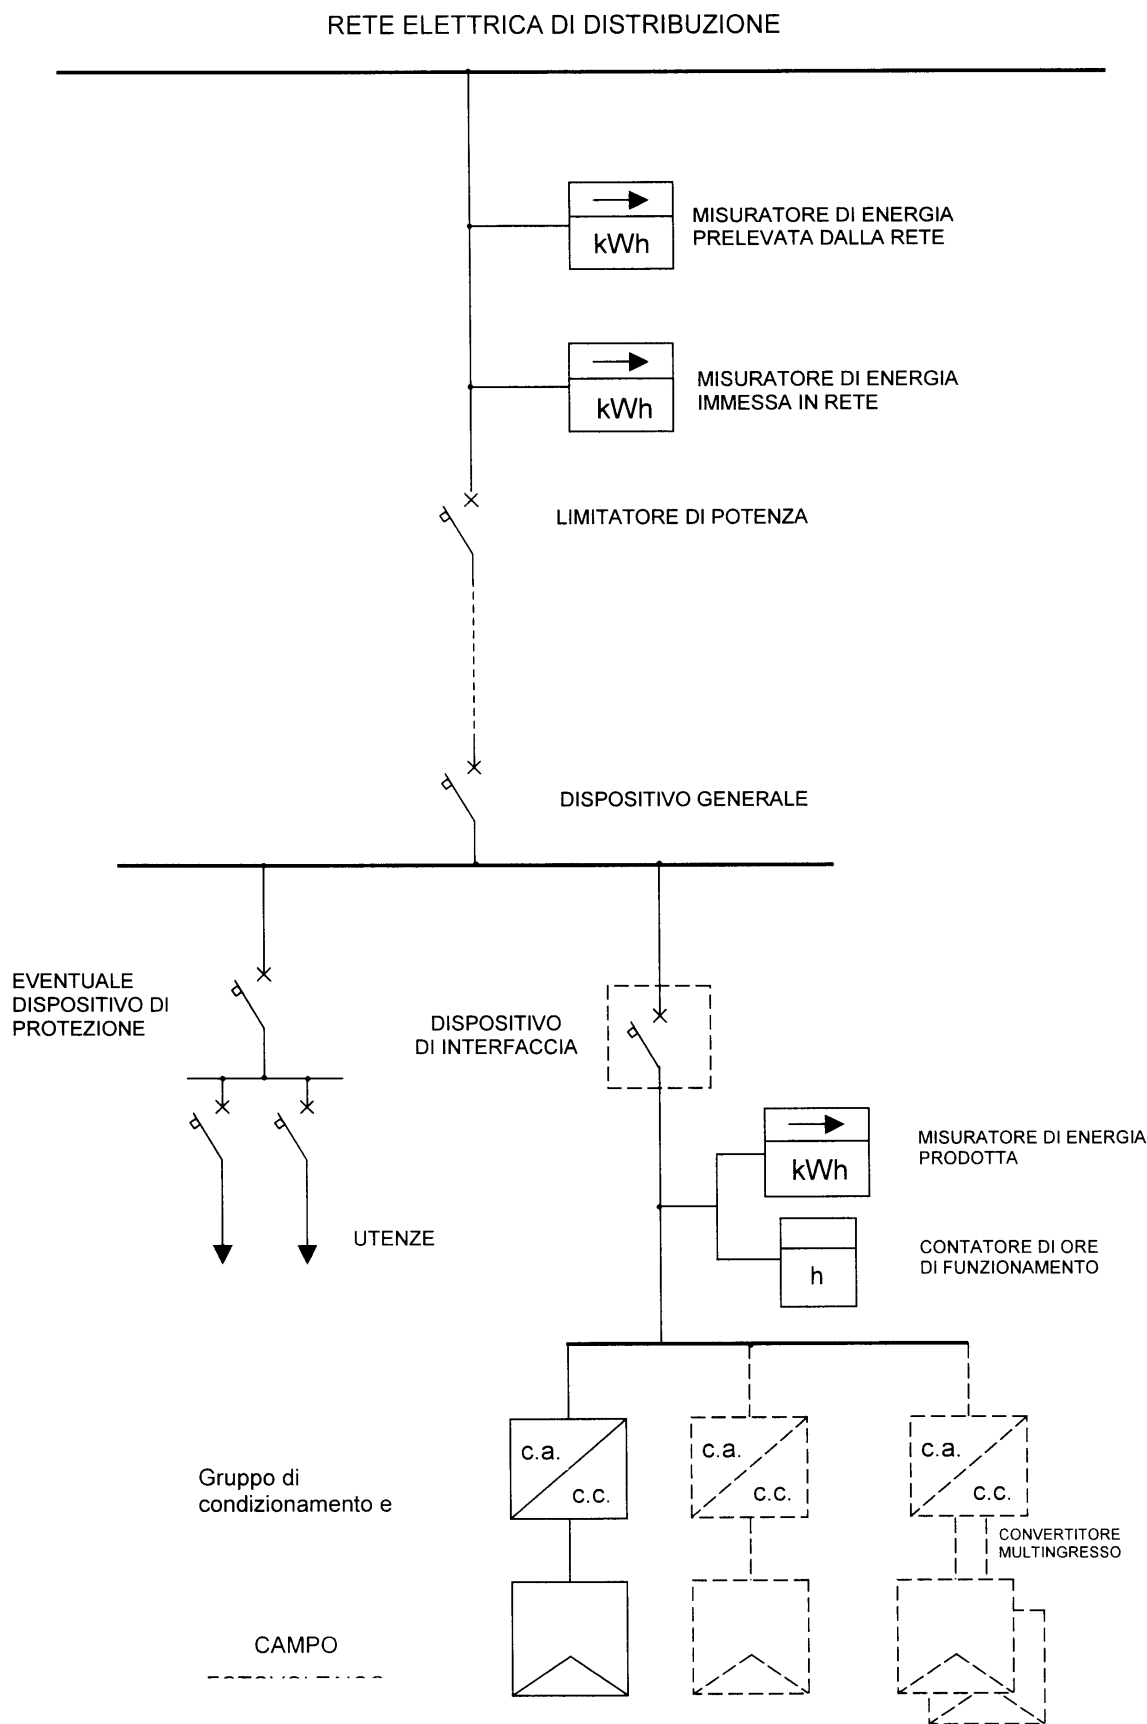 RETE ELETTRICA DI DISTRIBUZIONE
kWh
MISURATORE DI ENERGIA
PRELEVATA DALLA RETE
kWh
MISURATORE DI ENERGIA
IMMESSA IN RETE
LIMITATORE DI POTENZA
DISPOSITIVO GENERALE
EVENTUALE
DISPOSITIVO DI
PROTEZIONE
DISPOSITIVO
DI INTERFACCIA
kWh
MISURATORE DI ENERGIA
PRODOTTA
UTENZE
h
CONTATORE DI ORE
DI FUNZIONAMENTO
Gruppo di
condizionamento e
c.a.
c.c.
c.a.
c.c.
c.a.
c.c.
CONVERTITORE
MULTINGRESSO
CAMPO